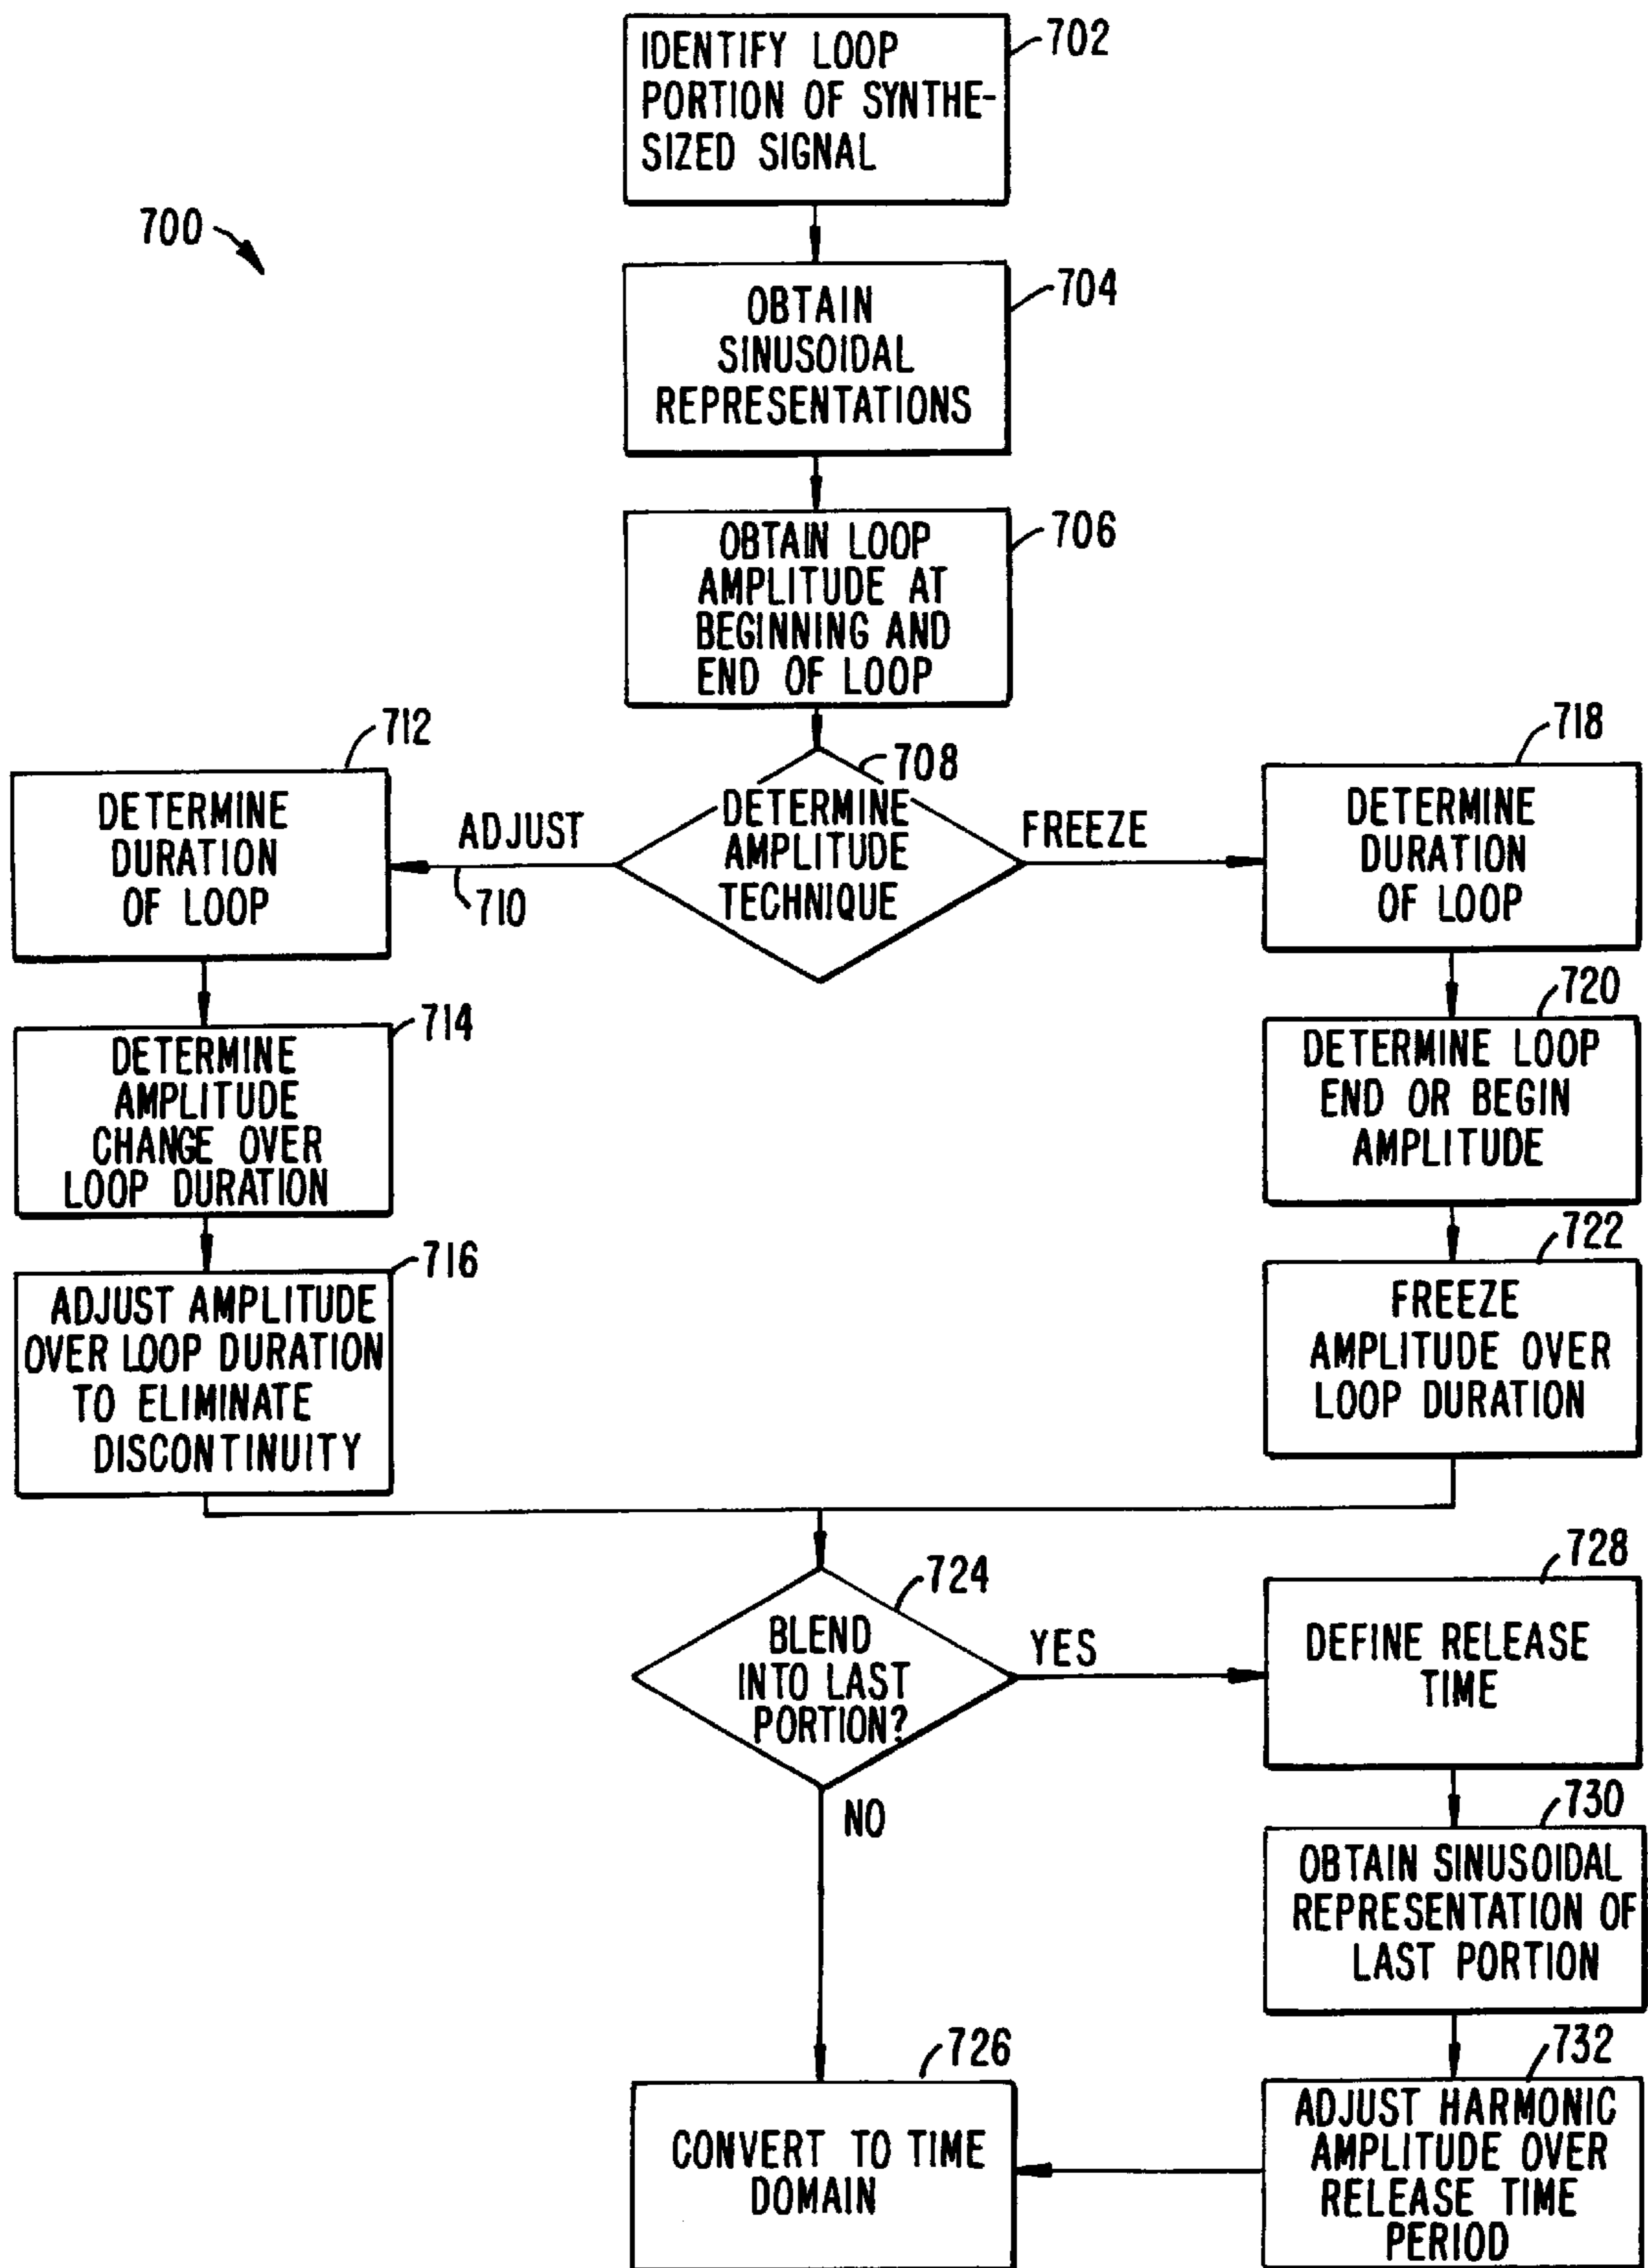 702
IDENTIFY LOOP
PORTION OF SYNTHE-
SIZED SIGNAL
700
704
OBTAIN
SINUSOIDAL
REPRESENTATIONS
706
OBTAIN LOOP
AMPLITUDE AT
BEGINNING AND
END OF LOOP
708
DETERMINE
AMPLITUDE
TECHNIQUE
ADJUST
710
712
DETERMINE
DURATION
OF LOOP
714
DETERMINE
AMPLITUDE
CHANGE OVER
LOOP DURATION
716
ADJUST AMPLITUDE
OVER LOOP DURATION
TO ELIMINATE
DISCONTINUITY
FREEZE
718
DETERMINE
DURATION
OF LOOP
720
DETERMINE LOOP
END OR BEGIN
AMPLITUDE
722
FREEZE
AMPLITUDE OVER
LOOP DURATION
724
BLEND
INTO LAST
PORTION?
YES
728
DEFINE RELEASE
TIME
730
OBTAIN SINUSOIDAL
REPRESENTATION OF
LAST PORTION
732
ADJUST HARMONIC
AMPLITUDE OVER
RELEASE TIME
PERIOD
NO
726
CONVERT TO TIME
DOMAIN